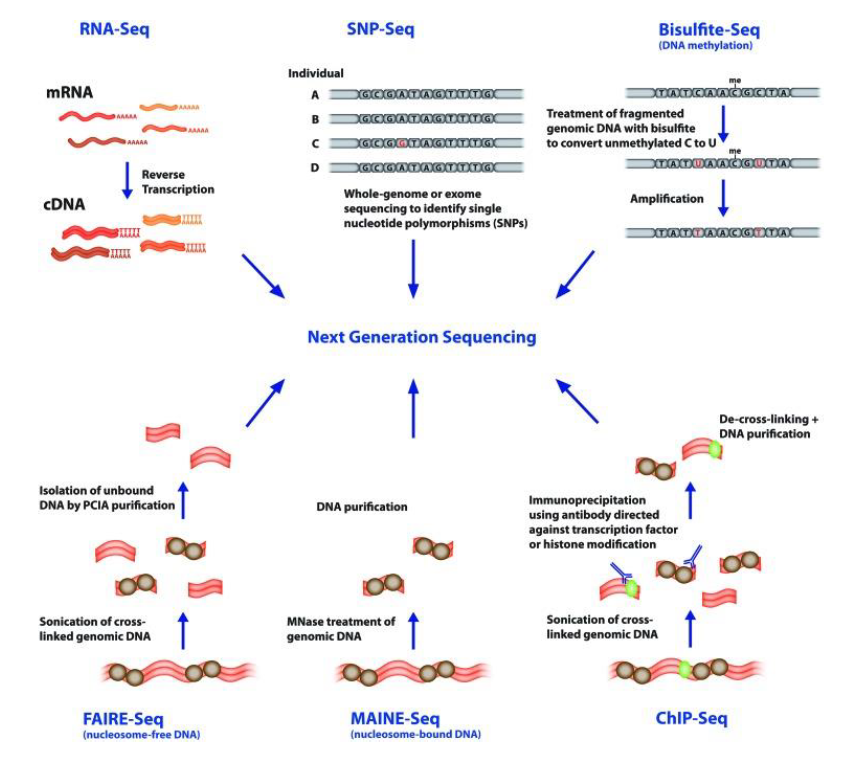 RNA-Seq
SNP-Seq
Bisulfite-Seq
(DNA methylation)
mRNA
AAAAA
AAAAA
AAAAA
AAAAA
Reverse
Transcription
cDNA
Individual
A GCGATAGTTTG
B GCGATAGTTTG
C GCGGTAGTTTG
D GCGATAGTTTG
Whole-genome or exome
sequencing to identify single
nucleotide polymorphisms (SNPs)
me
TATCAACGCTA
Treatment of fragmented
genomic DNA with bisulfite
to convert unmethylated C to U
me
TATUAACGUTA
Amplification
TATTAACGTTA
Next Generation Sequencing
Isolation of unbound
DNA by PCIA purification
Sonication of cross-
linked genomic DNA
FAIRE-Seq
(nucleosome-free DNA)
DNA purification
MNase treatment of
genomic DNA
MAINE-Seq
(nucleosome-bound DNA)
De-cross-linking +
DNA purification
Immunoprecipitation
using antibody directed
against transcription factor
or histone modification
Sonication of cross-
linked genomic DNA
ChIP-Seq